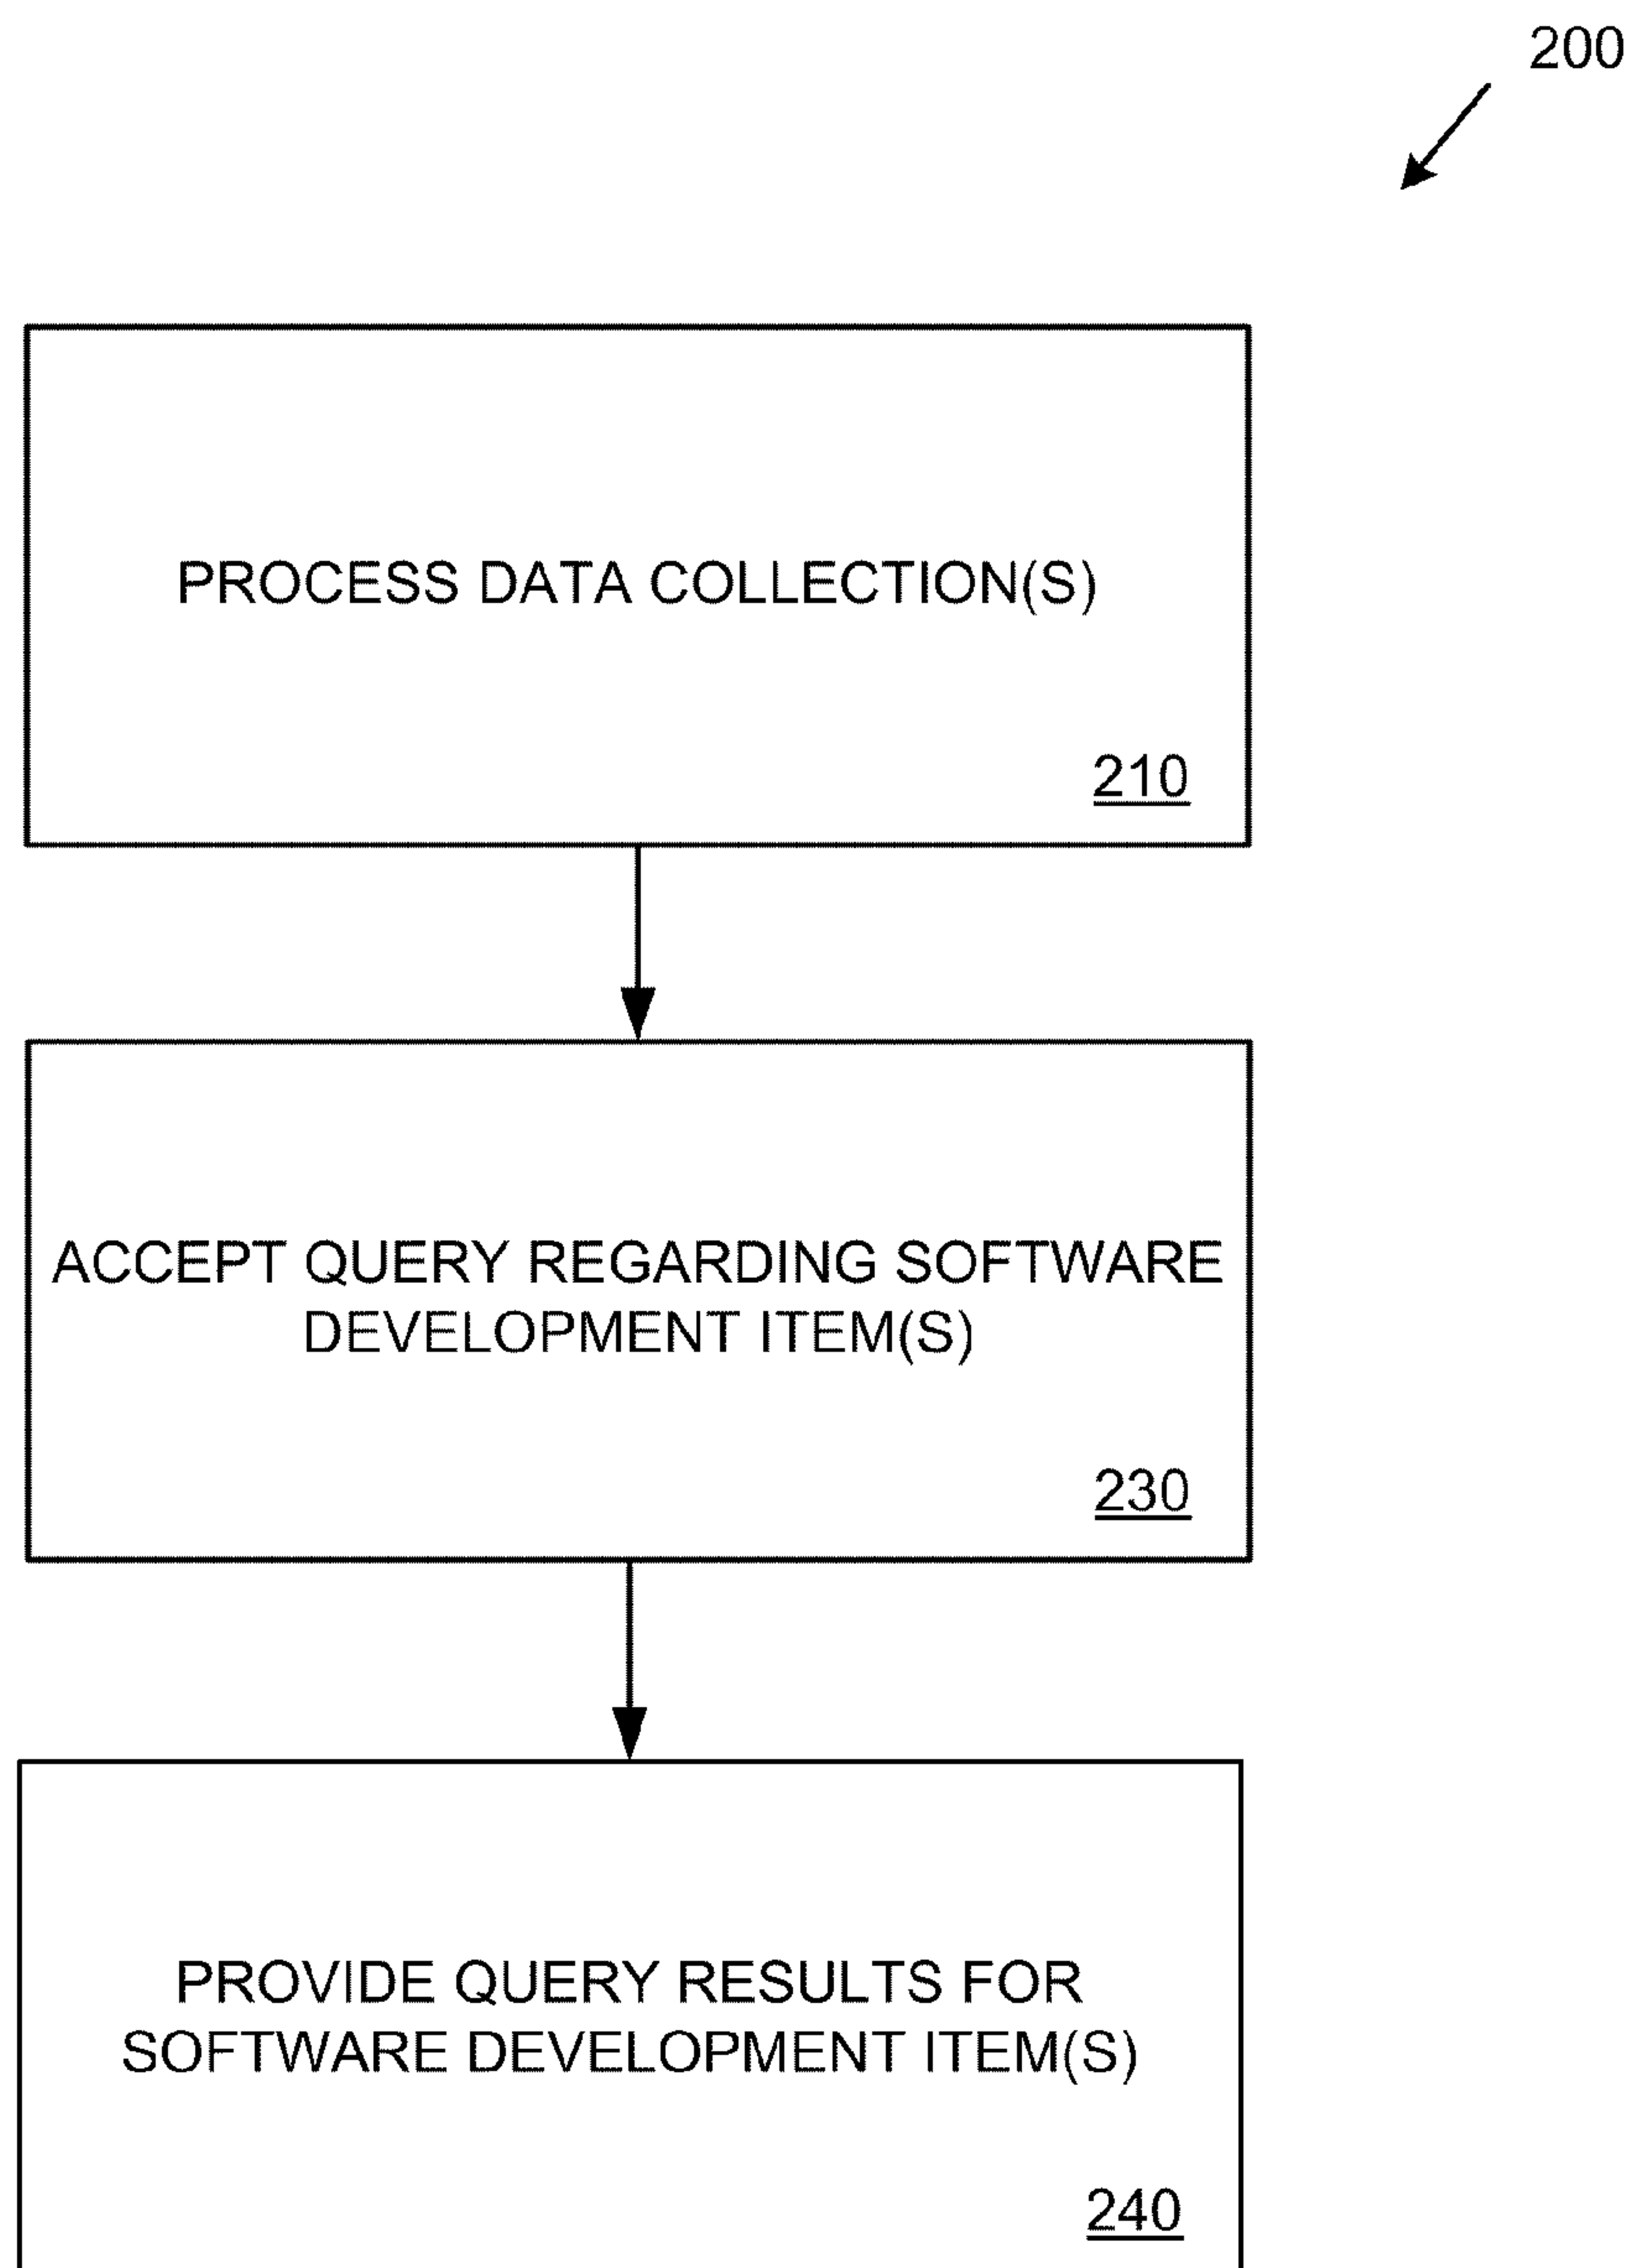 200
PROCESS DATA COLLECTION(S)
210
ACCEPT QUERY REGARDING SOFTWARE
DEVELOPMENT ITEM(S)
230
PROVIDE QUERY RESULTS FOR
SOFTWARE DEVELOPMENT ITEM(S)
240